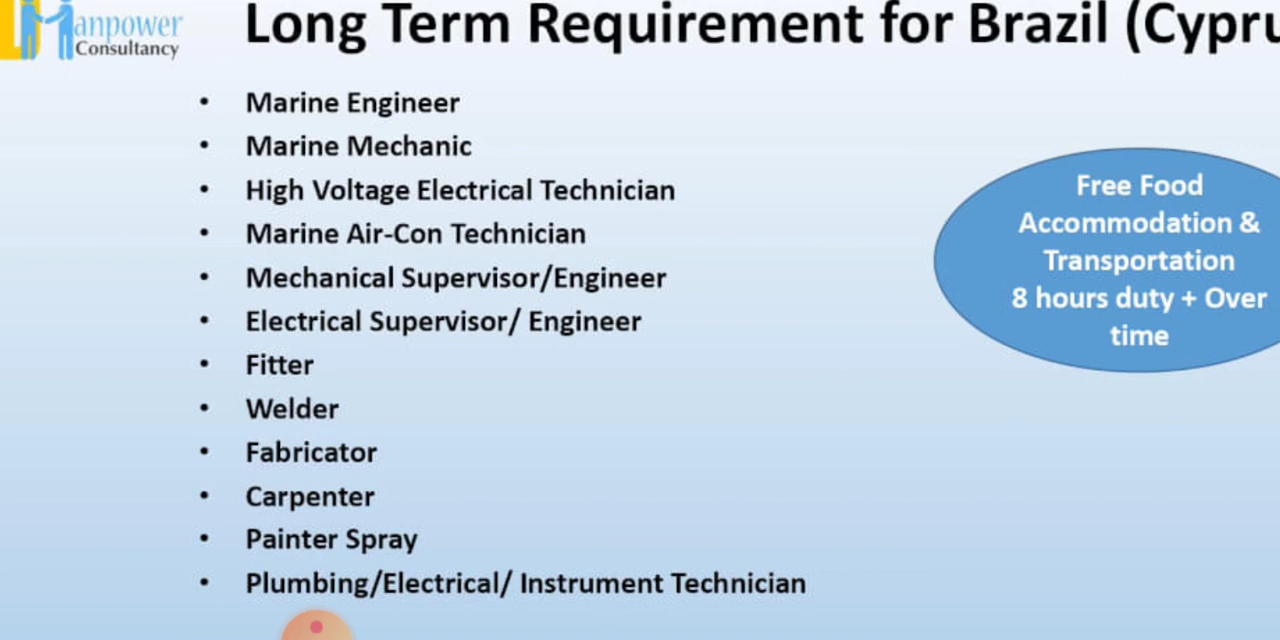 anpower
Consultancy
Long Term Requirement for Brazil (Cypru
• Marine Engineer
• Marine Mechanic
• High Voltage Electrical Technician
• Marine Air-Con Technician
• Mechanical Supervisor/Engineer
• Electrical Supervisor/ Engineer
• Fitter
• Welder
• Fabricator
• Carpenter
• Painter Spray
• Plumbing/Electrical/ Instrument Technician
Free Food
Accommodation &
Transportation
8 hours duty + Over
time